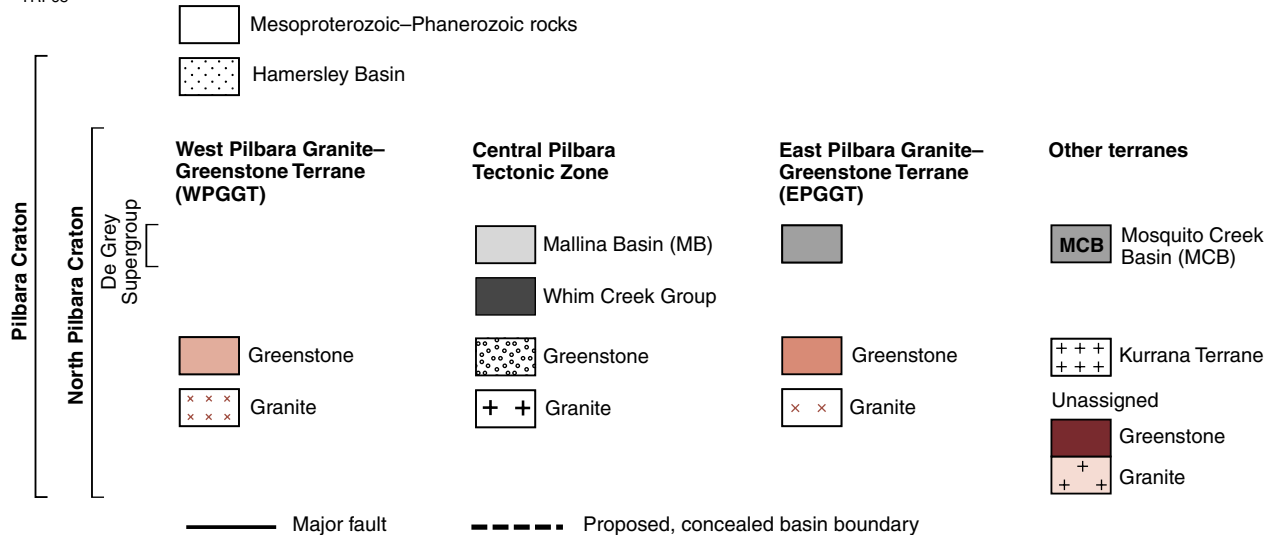 Mesoproterozoic–Phanerozoic rocks
Hamersley Basin
Pilbara Craton
North Pilbara Craton
De Grey
Supergroup
West Pilbara Granite–
Greenstone Terrane
(WPGGT)
Greenstone
Granite
Central Pilbara
Tectonic Zone
Mallina Basin (MB)
Whim Creek Group
Greenstone
Granite
East Pilbara Granite–
Greenstone Terrane
(EPGGT)
Greenstone
Granite
Other terranes
MCB
Mosquito Creek
Basin (MCB)
Kurrana Terrane
Unassigned
Greenstone
Granite
Major fault
Proposed, concealed basin boundary